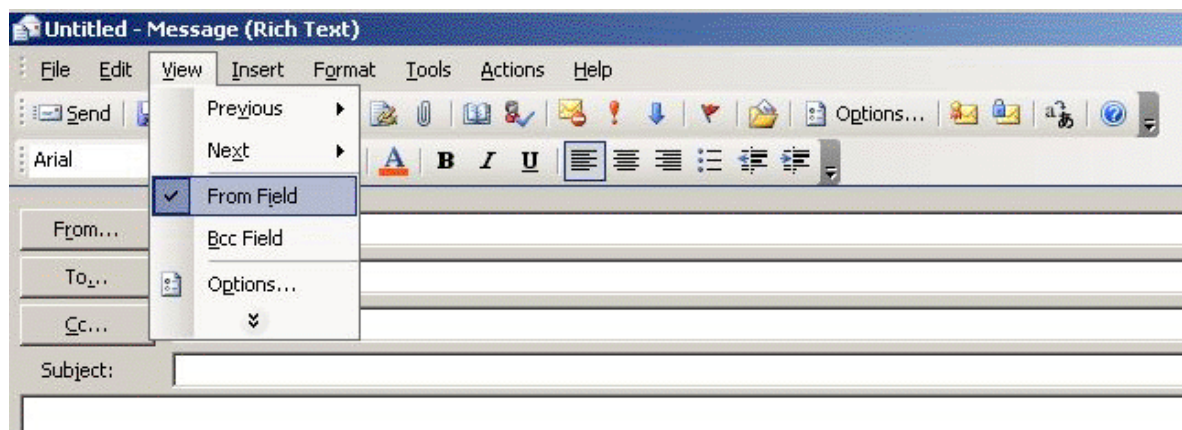 Untitled - Message (Rich Text)
File Edit View Insert Format Tools Actions Help
Send Options...
Arial A B I U
Previous
Next
From Field
Bcc Field
Options...
From...
To...
Cc...
Subject: